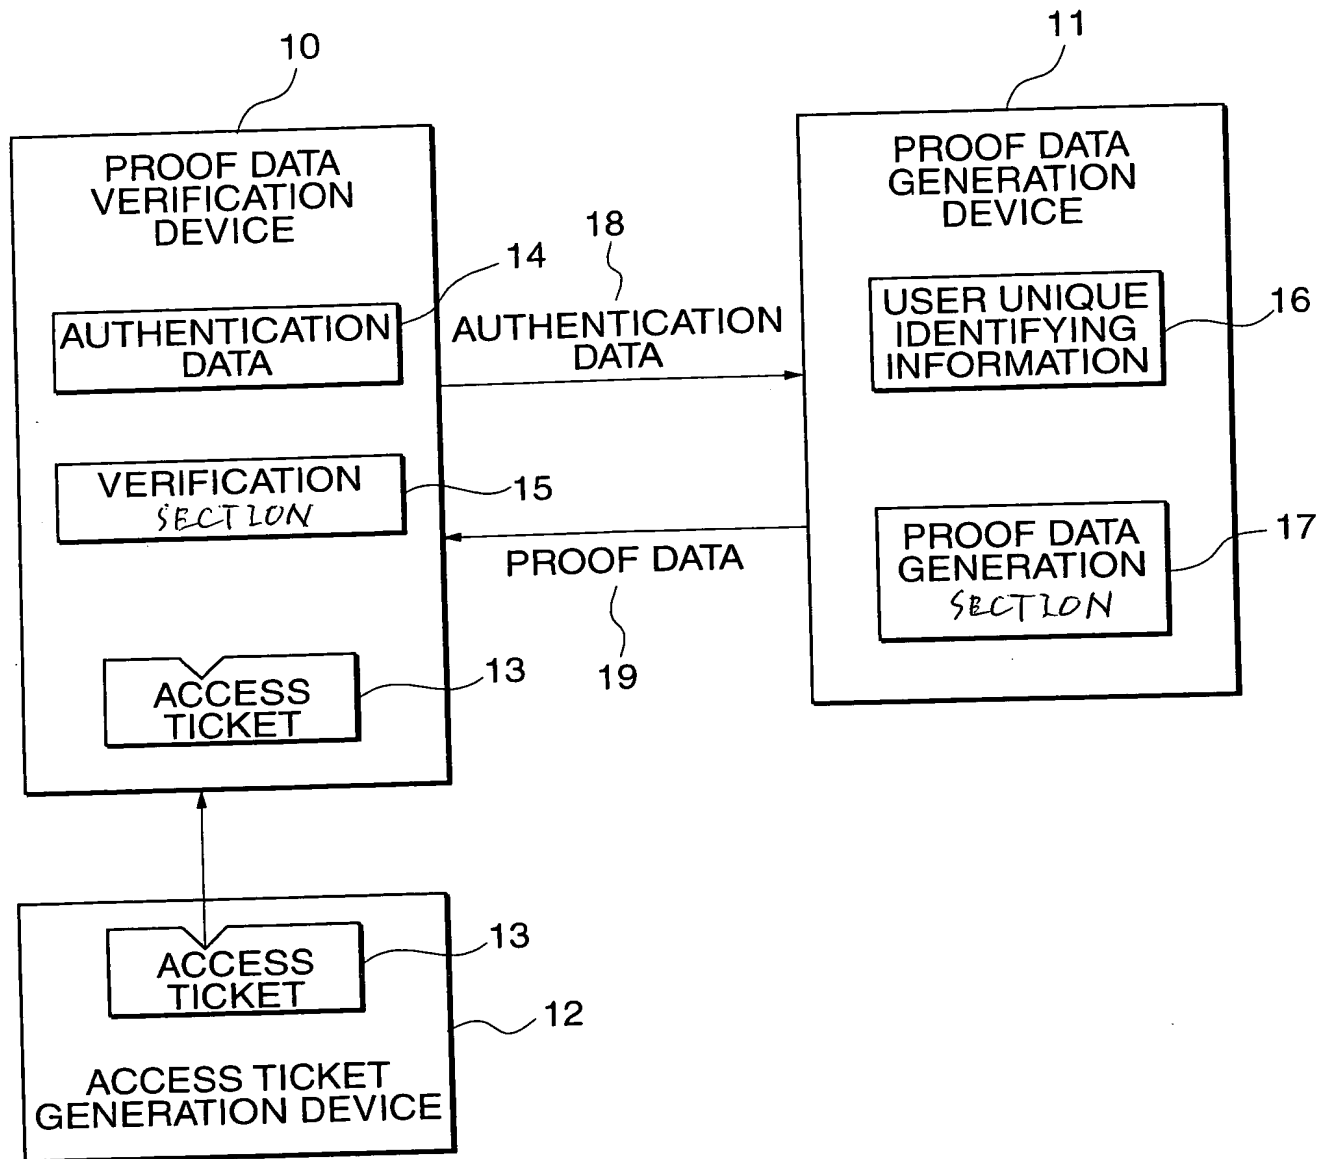 10
11
PROOF DATA
VERIFICATION
DEVICE
14
AUTHENTICATION
DATA
VERIFICATION
SECTION
15
ACCESS
TICKET
13
18
AUTHENTICATION
DATA
PROOF DATA
19
PROOF DATA
GENERATION
DEVICE
USER UNIQUE
IDENTIFYING
INFORMATION
16
PROOF DATA
GENERATION
SECTION
17
ACCESS
TICKET
13
12
ACCESS TICKET
GENERATION DEVICE